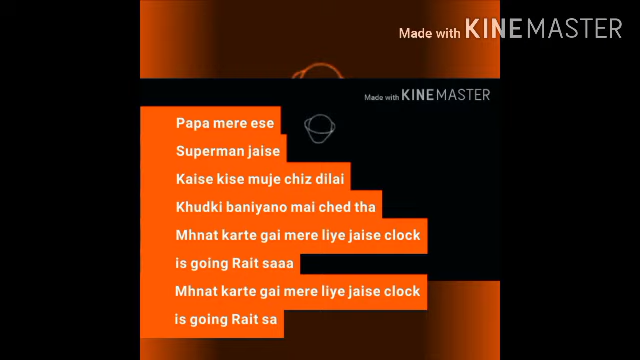 Made with KINEMASTER
Made with KINEMASTER
Papa mere ese
Superman jaise
Kaise kise muje chiz dilai
Khudki baniyano mai ched tha
Mhnat karte gai mere liye jaise clock
is going Rait saaa
Mhnat karte gai mere liye jaise clock
is going Rait sa